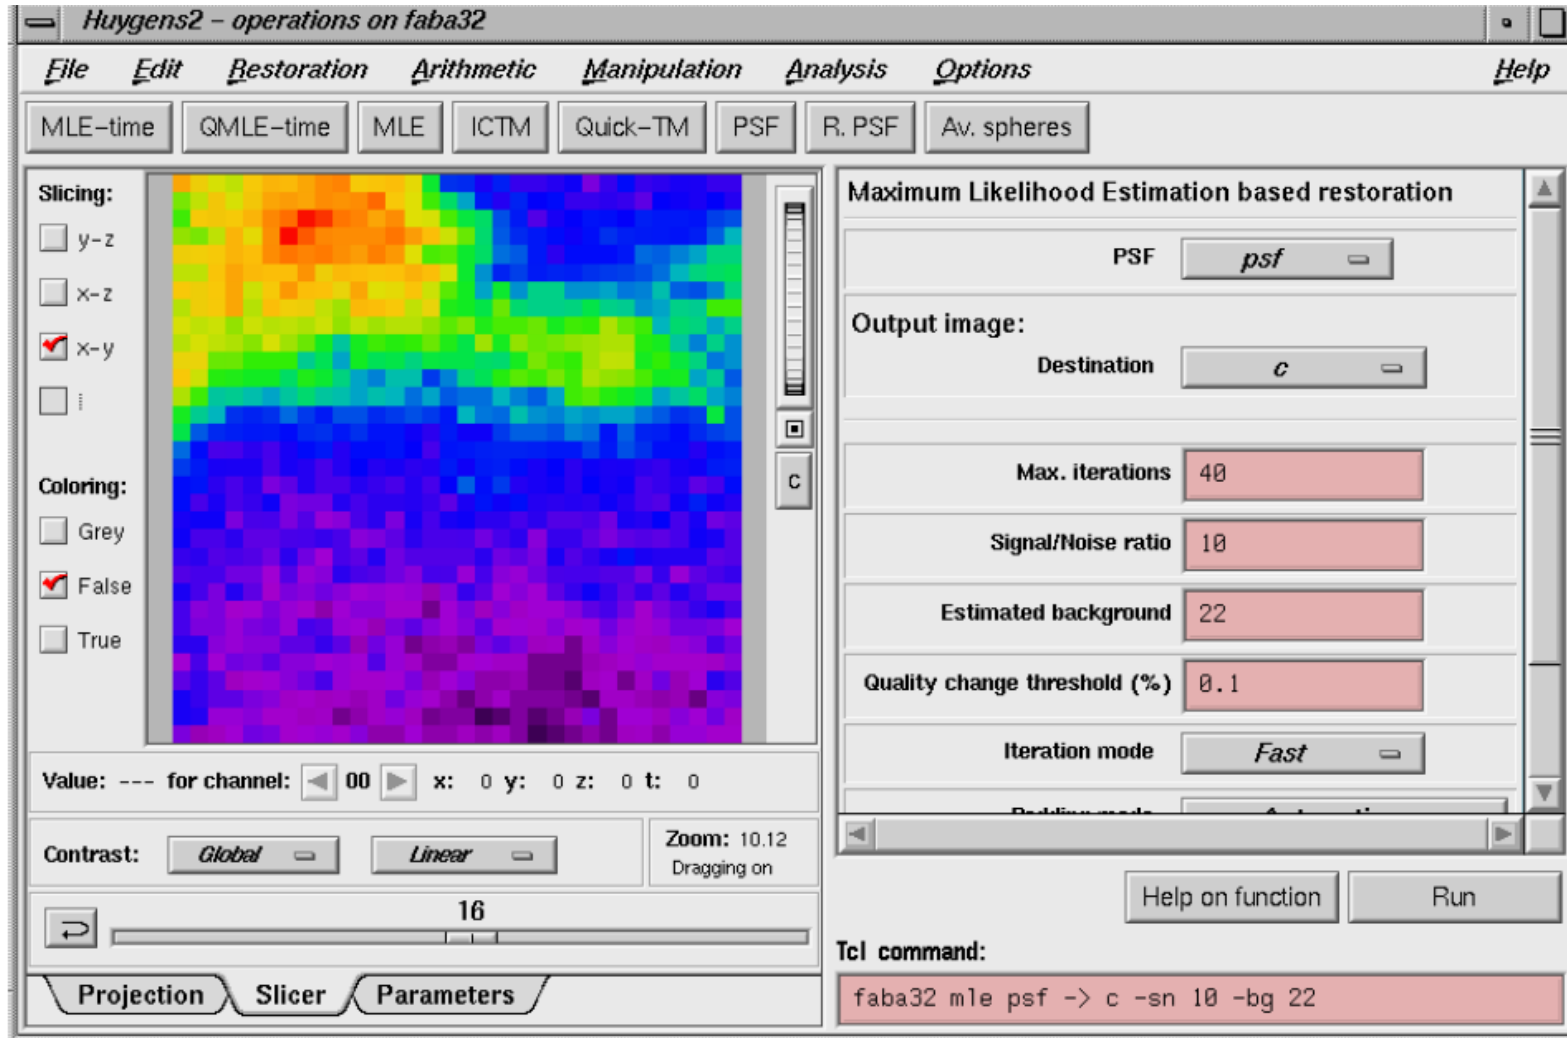 Huygens2 – operations on faba32
File Edit Restoration Arithmetic Manipulation Analysis Options Help
MLE–time QMLE–time MLE ICTM Quick–TM PSF R. PSF Av. spheres
Slicing:
y–z
x–z
x–y
Coloring:
Grey
False
True
C
Value: --- for channel: 00 x: 0 y: 0 z: 0 t: 0
Contrast: Global Linear
Zoom: 10.12
Dragging on
16
Projection Slicer Parameters
Maximum Likelihood Estimation based restoration
PSF psf
Output image:
Destination c
Max. iterations 40
Signal/Noise ratio 10
Estimated background 22
Quality change threshold (%) 0.1
Iteration mode Fast
Help on function Run
Tcl command:
faba32 mle psf -> c -sn 10 -bg 22